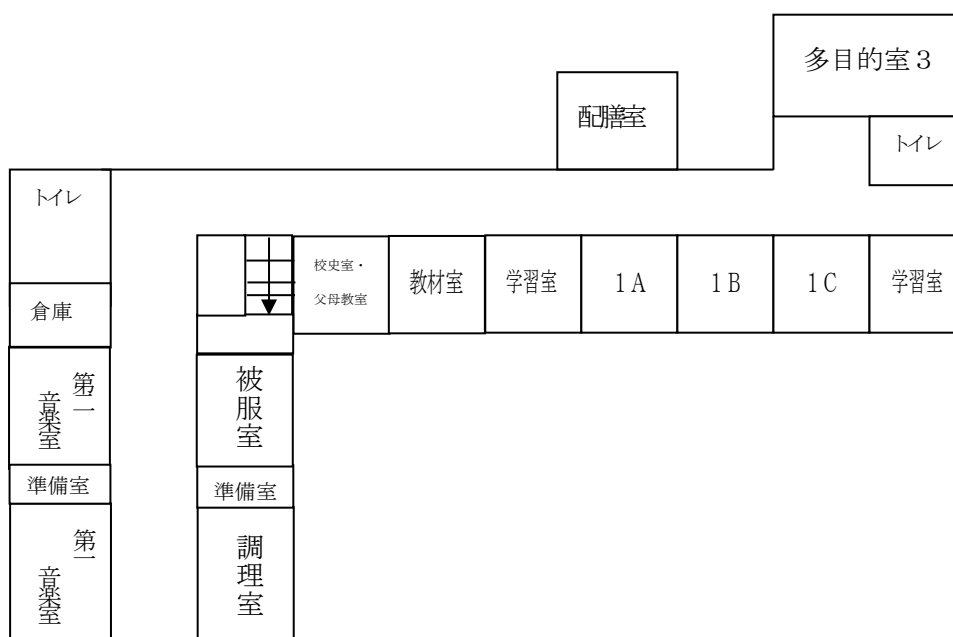 多目的室３
配膳室
トイレ
トイレ
校史室・
父母教室
教材室
学習室
１Ａ
１Ｂ
１Ｃ
学習室
倉庫
第二
音楽室
被服室
準備室
準備室
第一
音楽室
調理室